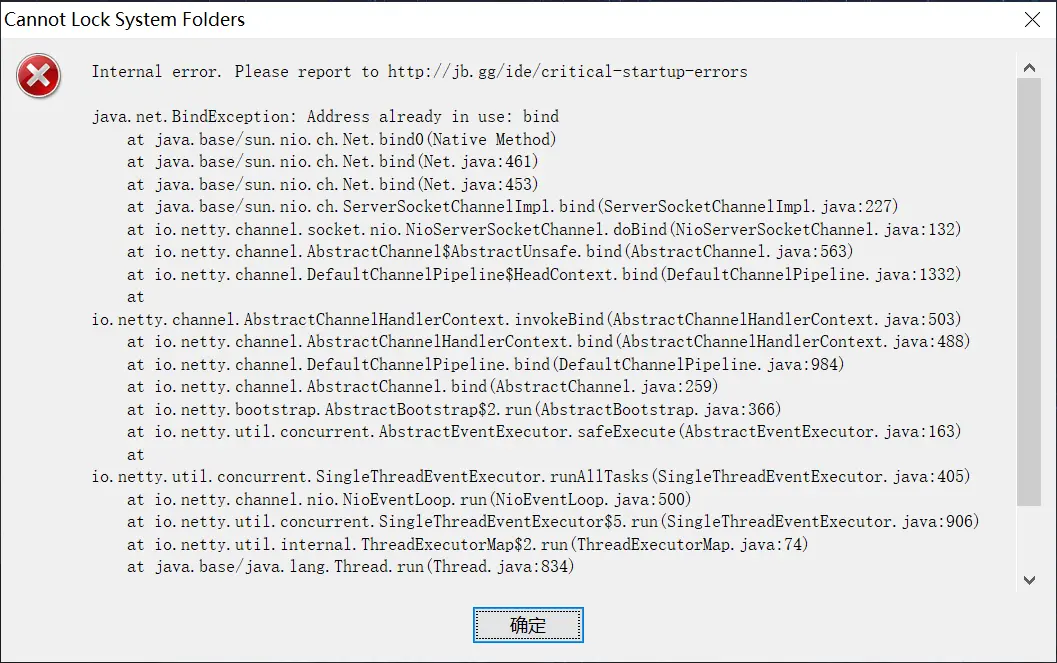 Cannot Lock System Folders
Internal error. Please report to http://jb.gg/ide/critical-startup-errors
java.net.BindException: Address already in use: bind
at java.base/sun.nio.ch.Net.bind0(Native Method)
at java.base/sun.nio.ch.Net.bind(Net.java:461)
at java.base/sun.nio.ch.Net.bind(Net.java:453)
at java.base/sun.nio.ch.ServerSocketChannelImpl.bind(ServerSocketChannelImpl.java:227)
at io.netty.channel.socket.nio.NioServerSocketChannel.doBind(NioServerSocketChannel.java:132)
at io.netty.channel.AbstractChannel$AbstractUnsafe.bind(AbstractChannel.java:563)
at io.netty.channel.DefaultChannelPipeline$HeadContext.bind(DefaultChannelPipeline.java:1332)
at
io.netty.channel.AbstractChannelHandlerContext.invokeBind(AbstractChannelHandlerContext.java:503)
at io.netty.channel.AbstractChannelHandlerContext.bind(AbstractChannelHandlerContext.java:488)
at io.netty.channel.DefaultChannelPipeline.bind(DefaultChannelPipeline.java:984)
at io.netty.channel.AbstractChannel.bind(AbstractChannel.java:259)
at io.netty.bootstrap.AbstractBootstrap$2.run(AbstractBootstrap.java:366)
at io.netty.util.concurrent.AbstractEventExecutor.safeExecute(AbstractEventExecutor.java:163)
at
io.netty.util.concurrent.SingleThreadEventExecutor.runAllTasks(SingleThreadEventExecutor.java:405)
at io.netty.channel.nio.NioEventLoop.run(NioEventLoop.java:500)
at io.netty.util.concurrent.SingleThreadEventExecutor$5.run(SingleThreadEventExecutor.java:906)
at io.netty.util.internal.ThreadExecutorMap$2.run(ThreadExecutorMap.java:74)
at java.base/java.lang.Thread.run(Thread.java:834)
确定